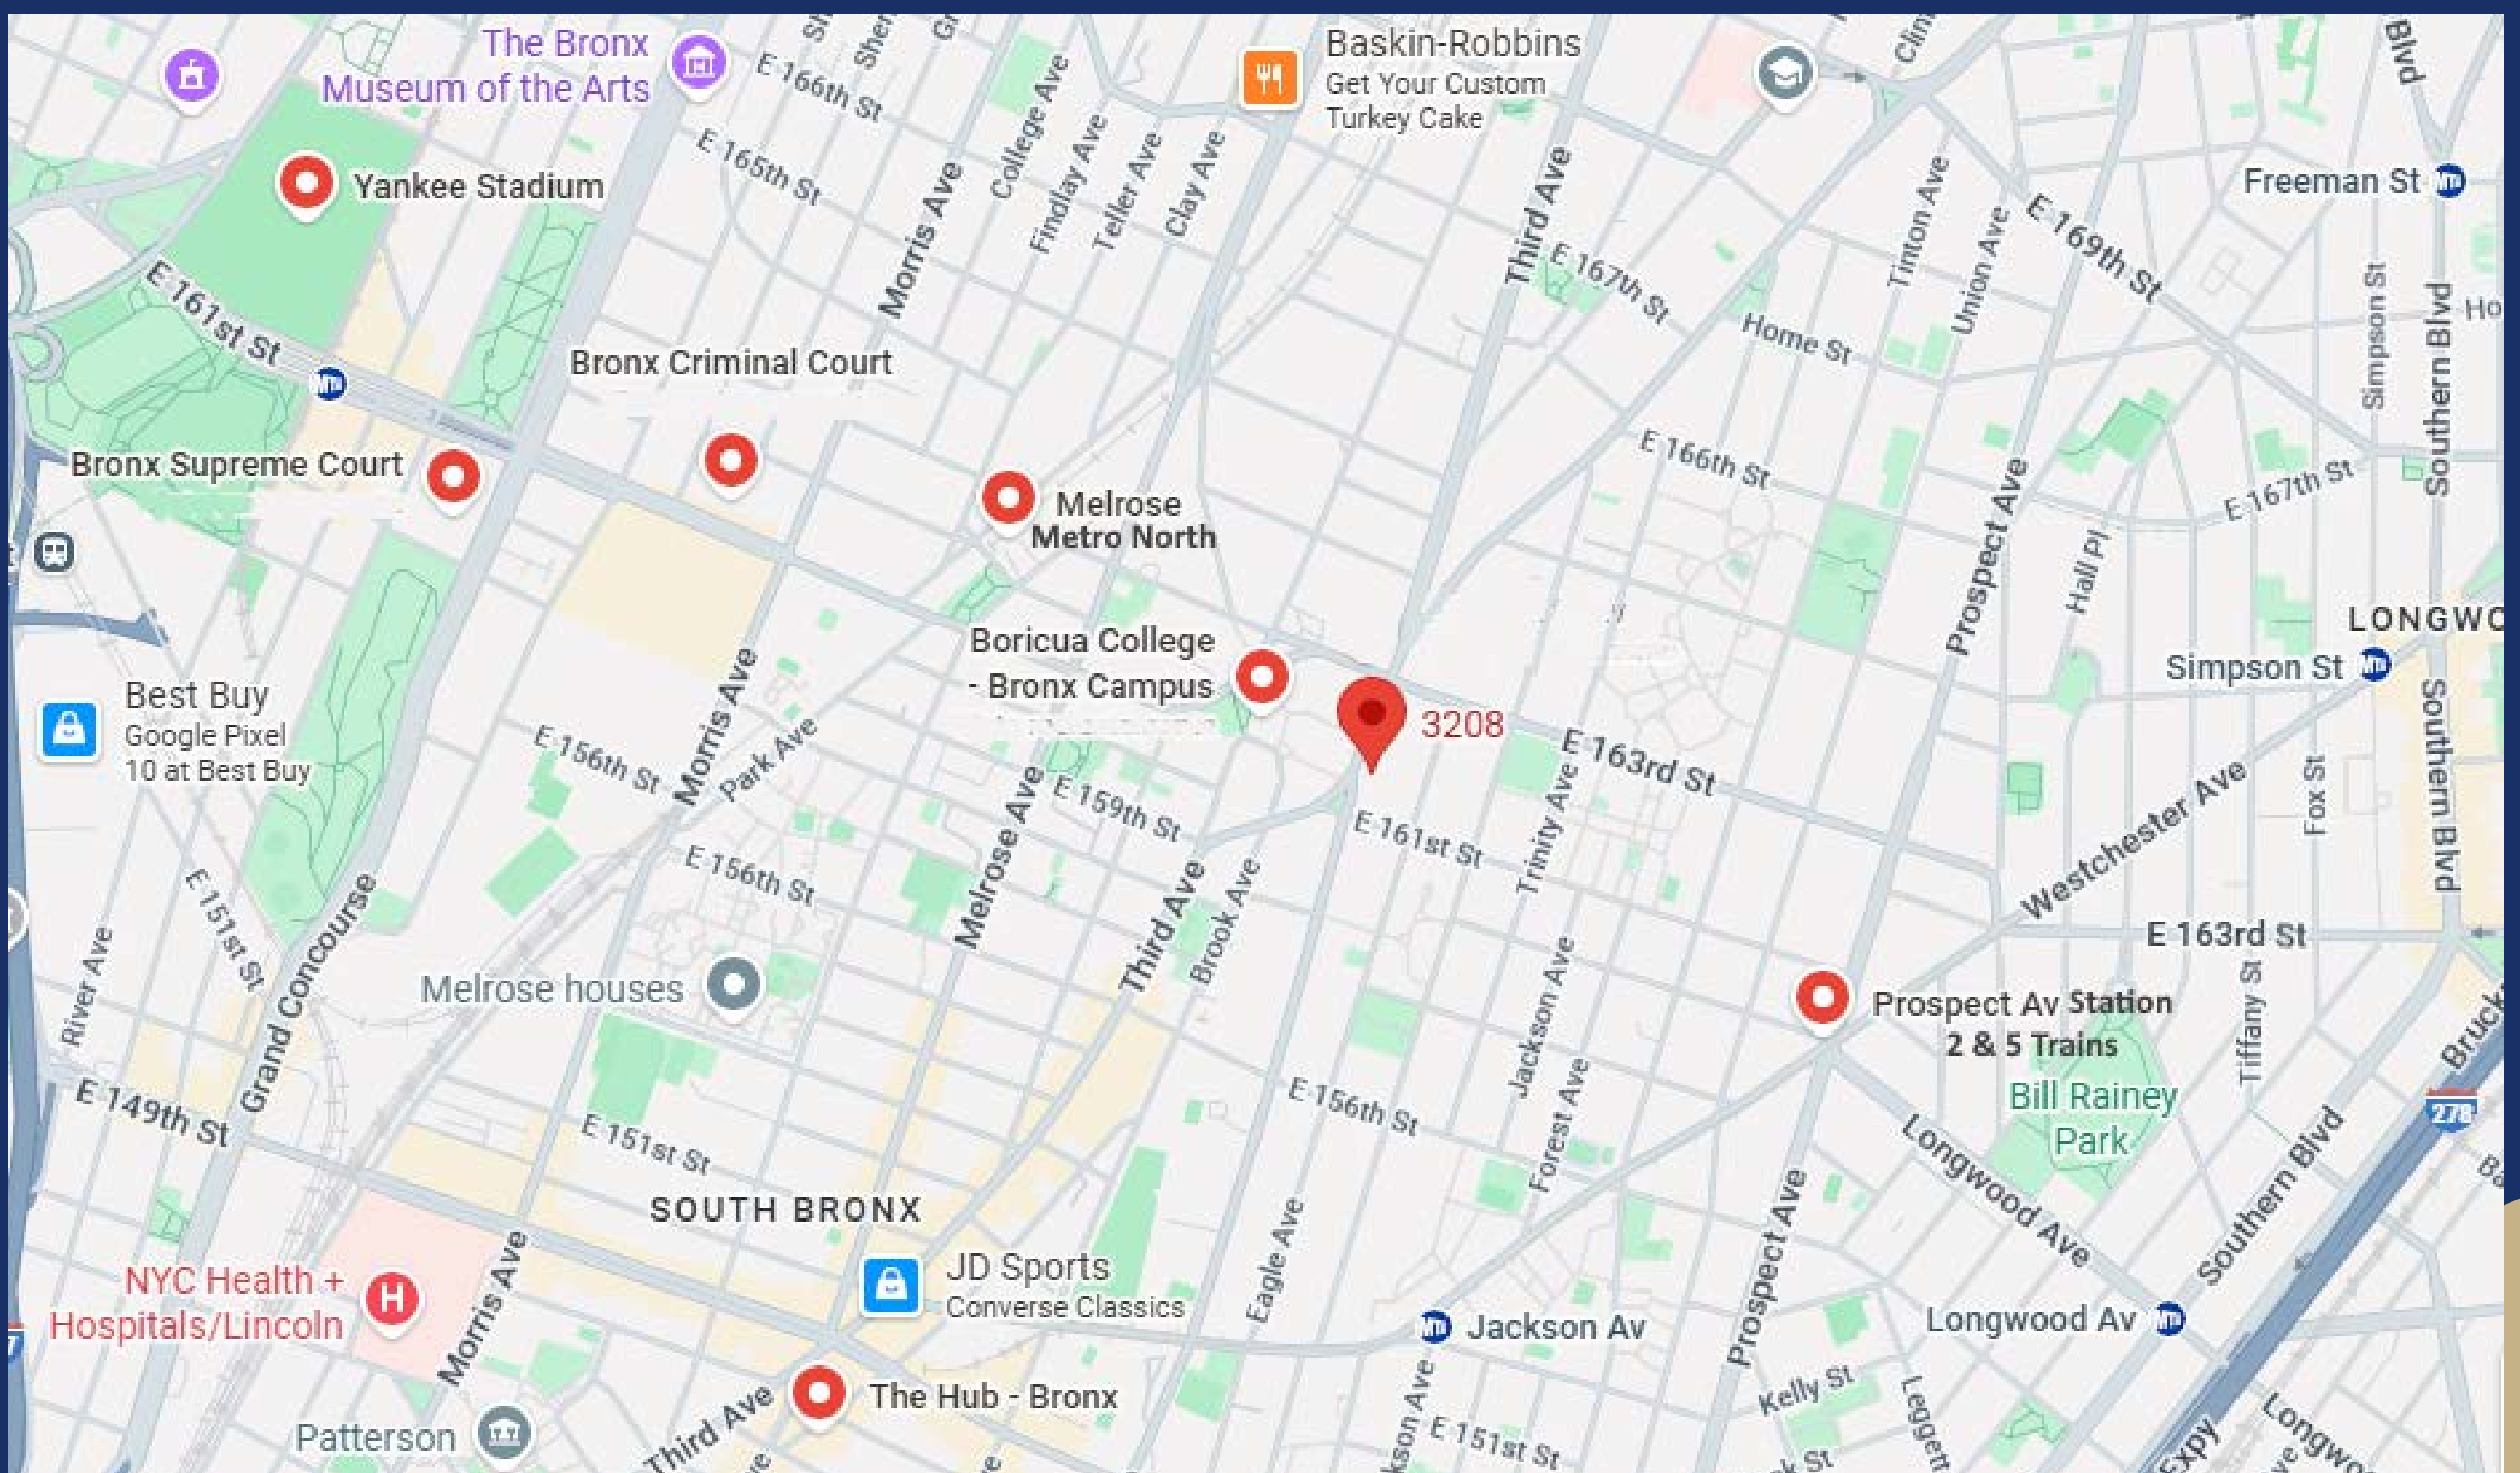 The Bronx
Museum of the Arts
E 166th St
E 165th St
College Ave
Findlay Ave
Teller Ave
Clay Ave
Morris Ave
Baskin-Robbins
Get Your Custom
Turkey Cake
Third Ave
Blvd
Freeman St
Yankee Stadium
E 161st St
E 167th St
Home St
Tinton Ave
Union Ave
E 169th St
Simpson St
Southern Blvd
Bronx Criminal Court
Bronx Supreme Court
Melrose
Metro North
E 166th St
Prospect Ave
E 167th St
Hall Pl
Boricua College
- Bronx Campus
3208
E 163rd St
LONGWO
Simpson St
Best Buy
Google Pixel
10 at Best Buy
E 156th St
Morris Ave
Park Ave
Melrose Ave
E 159th St
E 161st St
Trinity Ave
Westchester Ave
Fox St
Southern Blvd
E 156th St
E 151st St
Grand Concourse
River Ave
Third Ave
Brook Ave
Jackson Ave
E 163rd St
Tiffany St
Melrose houses
Prospect Av Station
2 & 5 Trains
Bill Rainey
Park
278
Bruck
E 149th St
E 151st St
E 156th St
Forest Ave
Longwood Ave
Southern Blvd
SOUTH BRONX
Eagle Ave
Prospect Ave
NYC Health +
Hospitals/Lincoln
H
Morris Ave
JD Sports
Converse Classics
Jackson Av
Longwood Av
The Hub - Bronx
Kelly St
Leggett
Patterson
Third Ave
kson Ave
E 151st St
Expy
Longwo